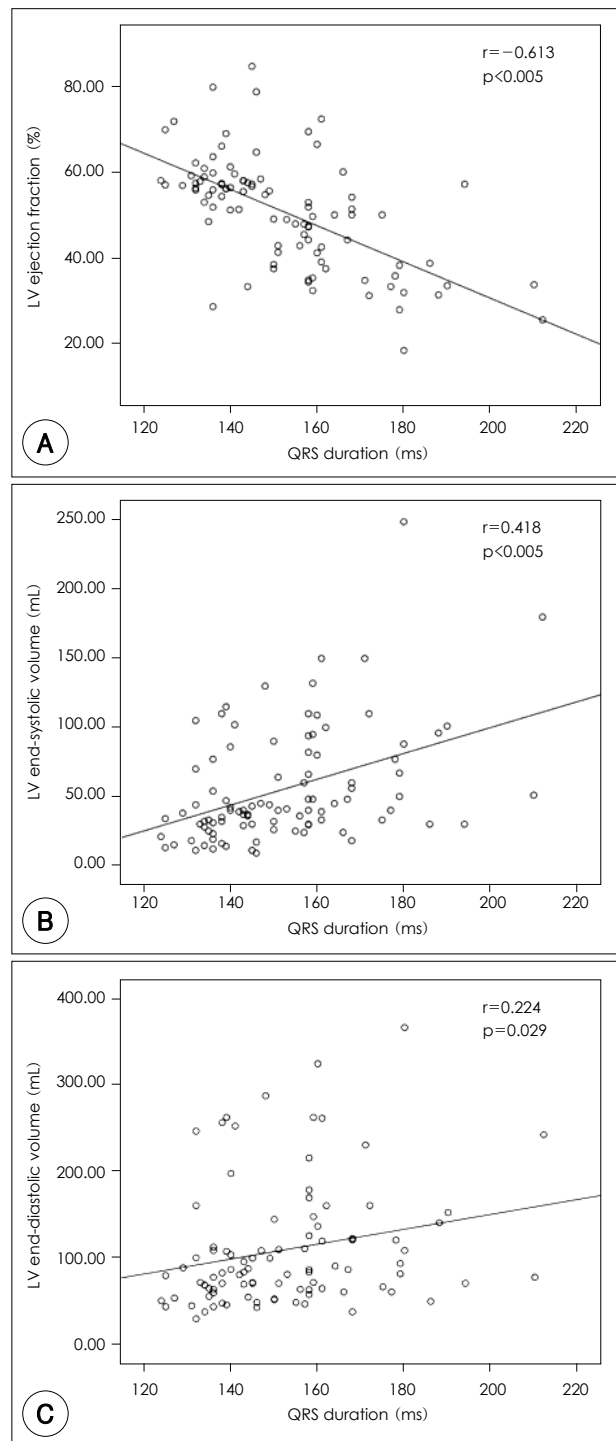 r=−0.613
p<0.005
LV ejection fraction (%)
80.00
60.00
40.00
20.00
120 140 160 180 200 220
QRS duration (ms)
A
r=0.418
p<0.005
LV end-systolic volume (mL)
250.00
200.00
150.00
100.00
50.00
0.00
120 140 160 180 200 220
QRS duration (ms)
B
r=0.224
p=0.029
LV end-diastolic volume (mL)
400.00
300.00
200.00
100.00
0.00
120 140 160 180 200 220
QRS duration (ms)
C